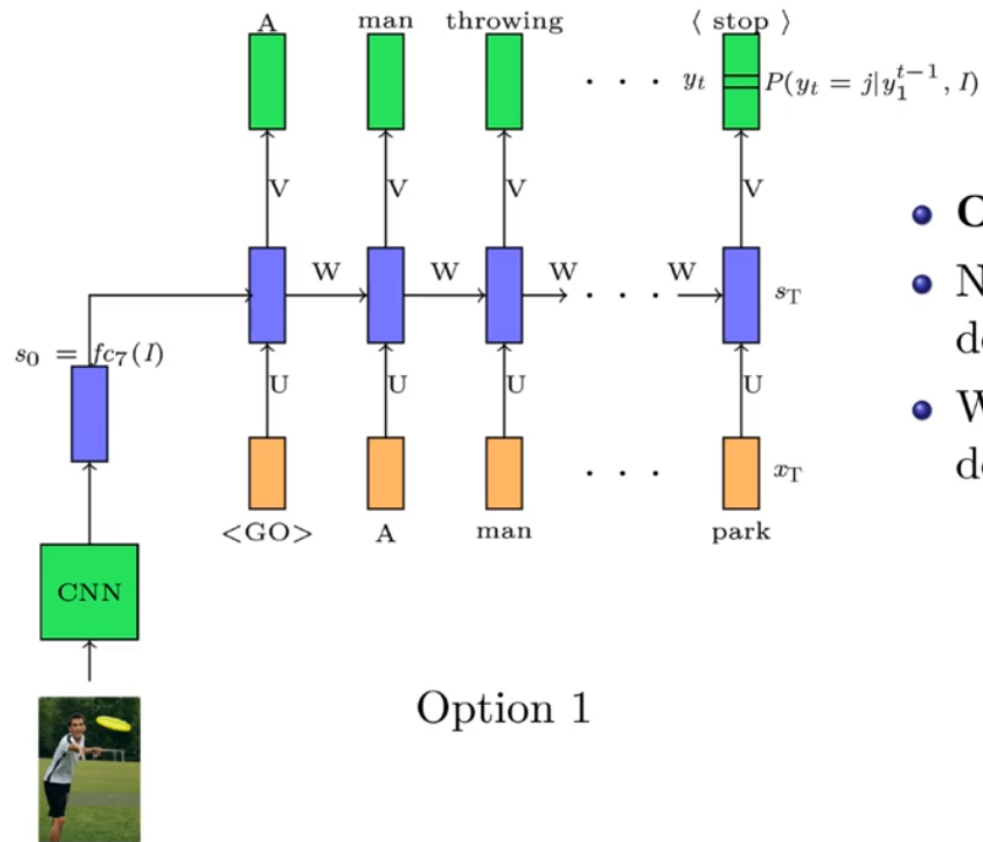 A man throwing ⟨ stop ⟩
· · · y_t P(y_t = j|y_1^{t-1}, I)
V V V V
W W W W
· · · s_T
s_0 = fc_7(I)
U U U U
· · · x_T
<GO> A man park
CNN
Option 1